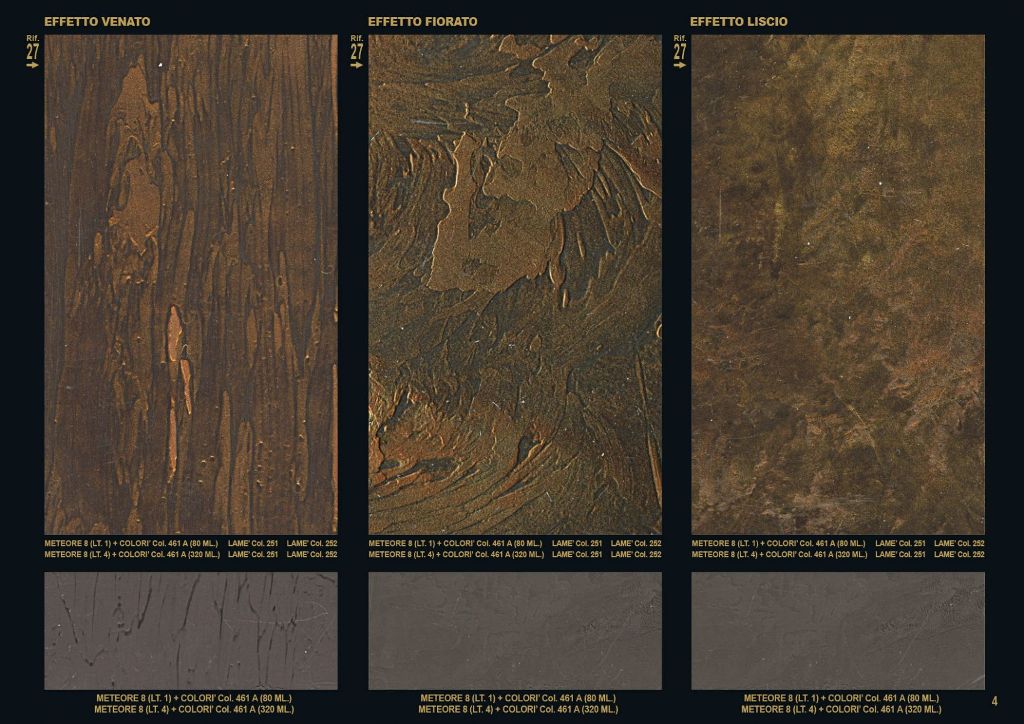 EFFETTO VENATO
Rif.
27
METEORE 8 (LT. 1) + COLORI' Col. 461 A (80 ML.) LAME' Col. 251 LAME' Col. 252
METEORE 8 (LT. 4) + COLORI' Col. 461 A (320 ML.) LAME' Col. 251 LAME' Col. 252
METEORE 8 (LT. 1) + COLORI' Col. 461 A (80 ML.)
METEORE 8 (LT. 4) + COLORI' Col. 461 A (320 ML.)
EFFETTO FIORATO
Rif.
27
METEORE 8 (LT. 1) + COLORI' Col. 461 A (80 ML.) LAME' Col. 251 LAME' Col. 252
METEORE 8 (LT. 4) + COLORI' Col. 461 A (320 ML.) LAME' Col. 251 LAME' Col. 252
METEORE 8 (LT. 1) + COLORI' Col. 461 A (80 ML.)
METEORE 8 (LT. 4) + COLORI' Col. 461 A (320 ML.)
EFFETTO LISCIO
Rif.
27
METEORE 8 (LT. 1) + COLORI' Col. 461 A (80 ML.) LAME' Col. 251 LAME' Col. 252
METEORE 8 (LT. 4) + COLORI' Col. 461 A (320 ML.) LAME' Col. 251 LAME' Col. 252
METEORE 8 (LT. 1) + COLORI' Col. 461 A (80 ML.)
METEORE 8 (LT. 4) + COLORI' Col. 461 A (320 ML.)
4